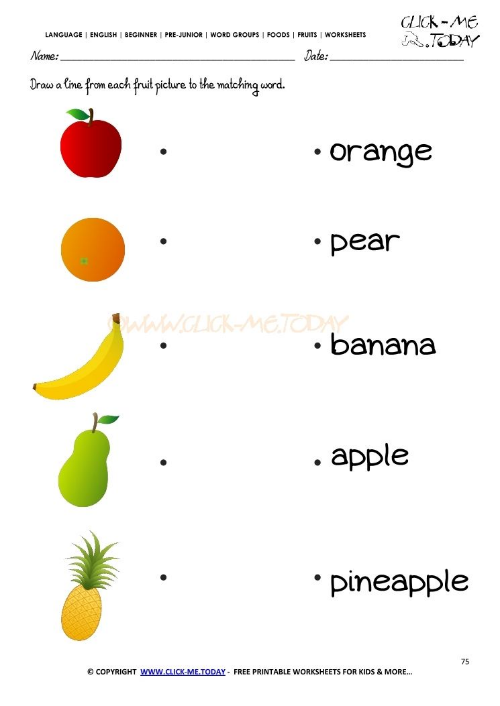 CLICK-ME
.TODAY
LANGUAGE | ENGLISH | BEGINNER | PRE-JUNIOR | WORD GROUPS | FOODS | FRUITS | WORKSHEETS
Name: Date:
Draw a line from each fruit picture to the matching word.
orange
pear
WWW.CLICK-ME.TODAY
banana
apple
pineapple
75
© COPYRIGHT WWW.CLICK-ME.TODAY - FREE PRINTABLE WORKSHEETS FOR KIDS & MORE...